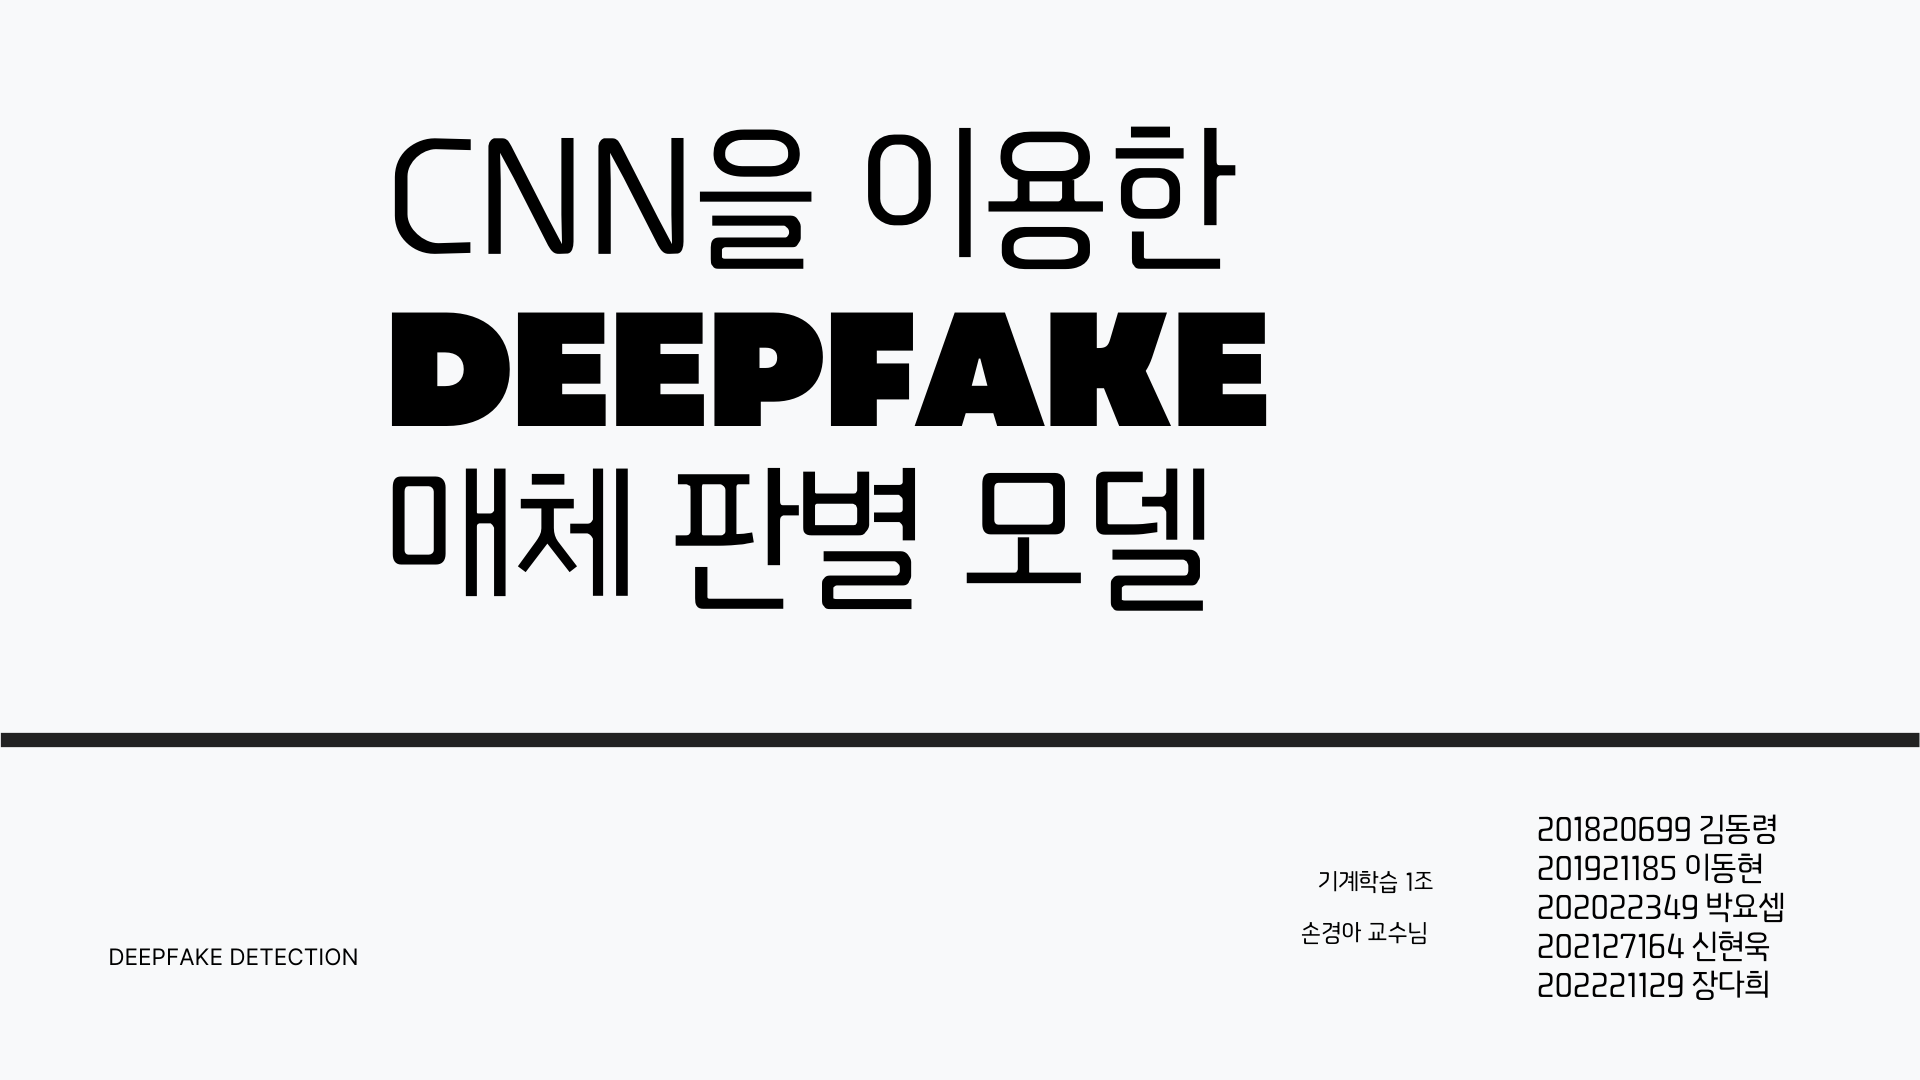 CNN을 이용한
DEEPFAKE
매체 판별 모델
DEEPFAKE DETECTION
기계학습 1조
손경아 교수님
201820699 김동령
201921185 이동현
202022349 박요셉
202127164 신현욱
202221129 장다희